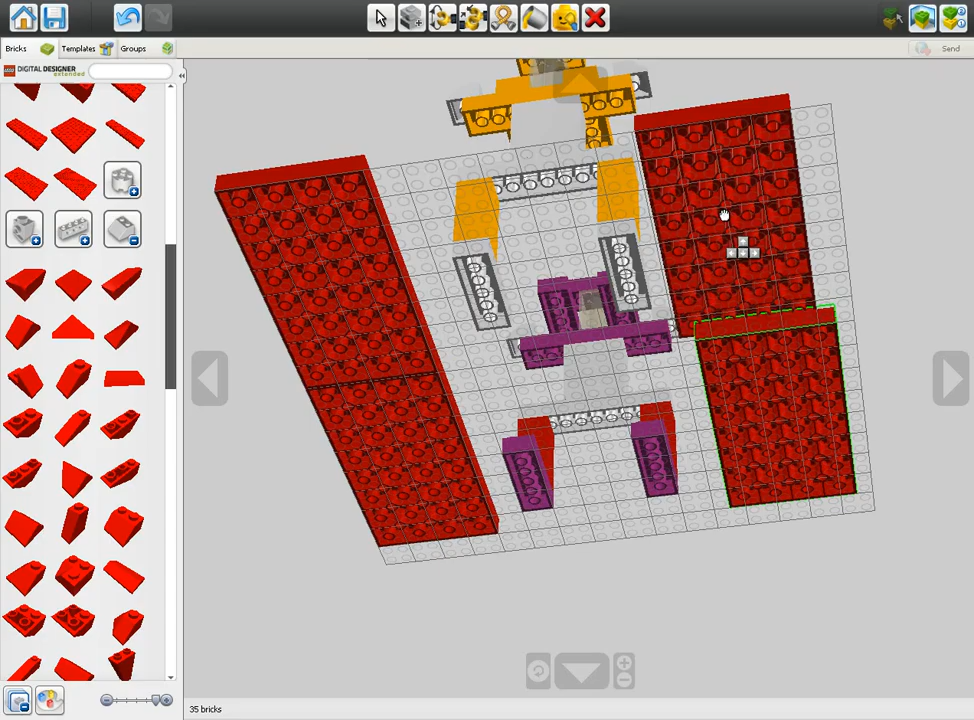 Bricks
Templates
Groups
Send
LEGO DIGITAL DESIGNER
extended
35 bricks